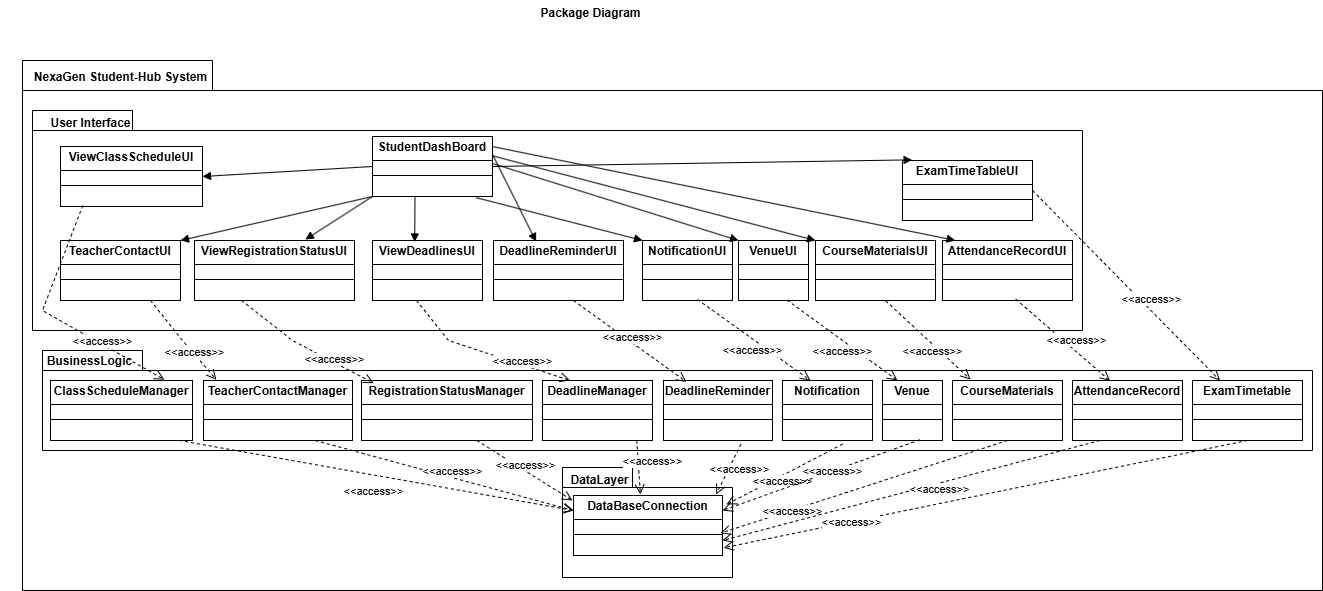 Package Diagram
NexaGen Student-Hub System
User Interface
ViewClassScheduleUI
StudentDashBoard
ExamTimeTableUI
TeacherContactUI
ViewRegistrationStatusUI
ViewDeadlinesUI
DeadlineReminderUI
NotificationUI
VenueUI
CourseMaterialsUI
AttendanceRecordUI
<<access>>
<<access>>
<<access>>
<<access>>
<<access>>
<<access>>
<<access>>
<<access>>
<<access>>
<<access>>
BusinessLogic
ClassScheduleManager
TeacherContactManager
RegistrationStatusManager
DeadlineManager
DeadlineReminder
Notification
Venue
CourseMaterials
AttendanceRecord
ExamTimetable
<<access>>
<<access>>
<<access>>
<<access>>
<<access>>
<<access>>
<<access>>
<<access>>
<<access>>
<<access>>
DataLayer
DataBaseConnection